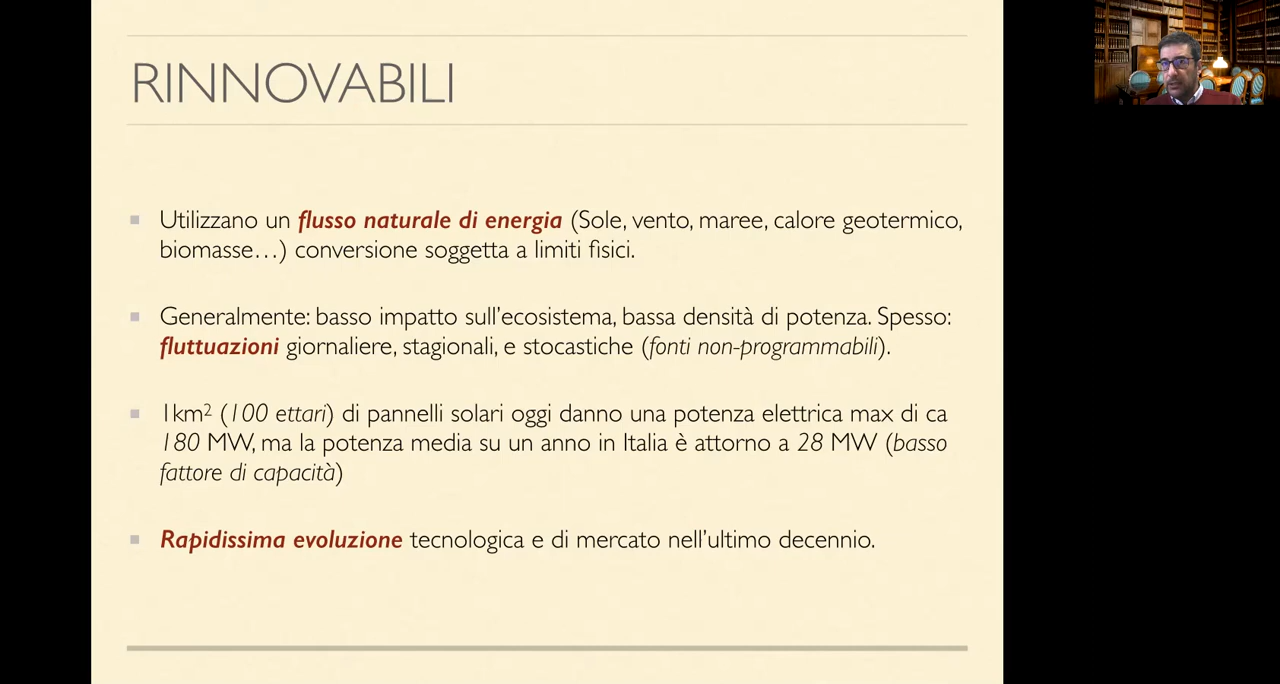 RINNOVABILI
Utilizzano un flusso naturale di energia (Sole, vento, maree, calore geotermico,
biomasse…) conversione soggetta a limiti fisici.
Generalmente: basso impatto sull'ecosistema, bassa densità di potenza. Spesso:
fluttuazioni giornaliere, stagionali, e stocastiche (fonti non-programmabili).
1km² (100 ettari) di pannelli solari oggi danno una potenza elettrica max di ca
180 MW, ma la potenza media su un anno in Italia è attorno a 28 MW (basso
fattore di capacità)
Rapidissima evoluzione tecnologica e di mercato nell'ultimo decennio.